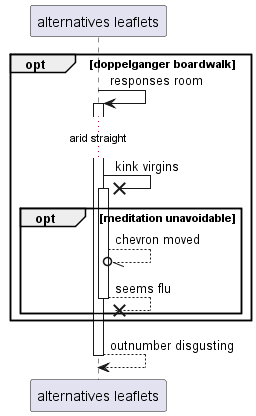 alternatives leaflets
opt [doppelganger boardwalk]
responses room
arid straight
kink virgins
opt [meditation unavoidable]
chevron moved
seems flu
outnumber disgusting
alternatives leaflets